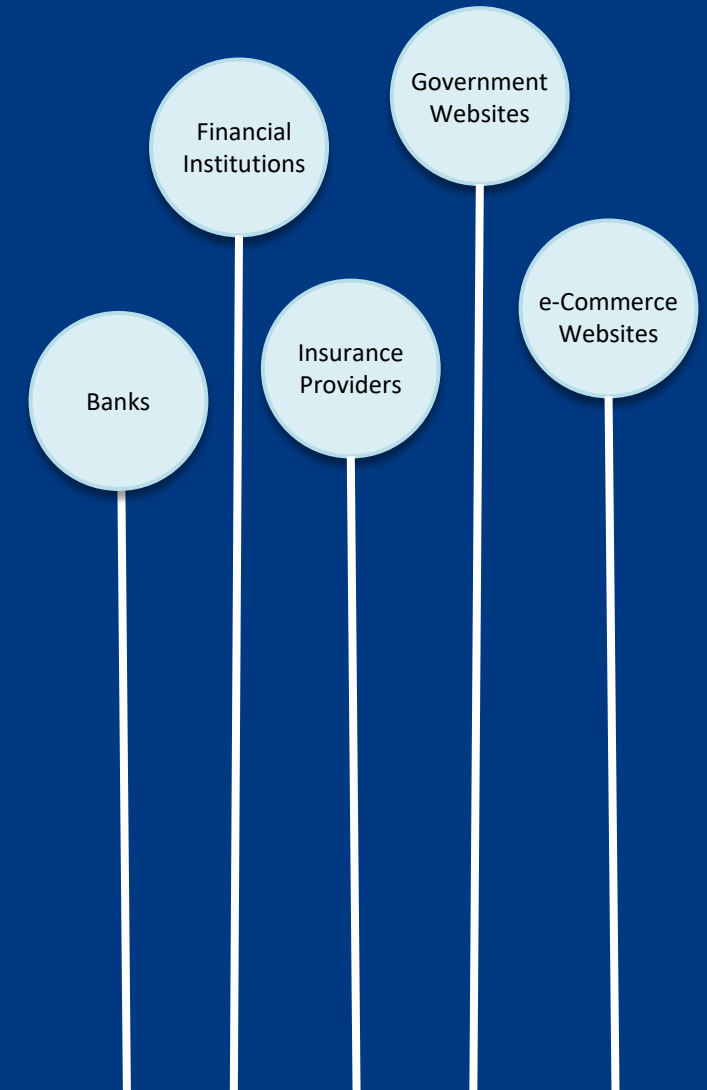 Government
Websites
Financial
Institutions
e-Commerce
Websites
Insurance
Providers
Banks